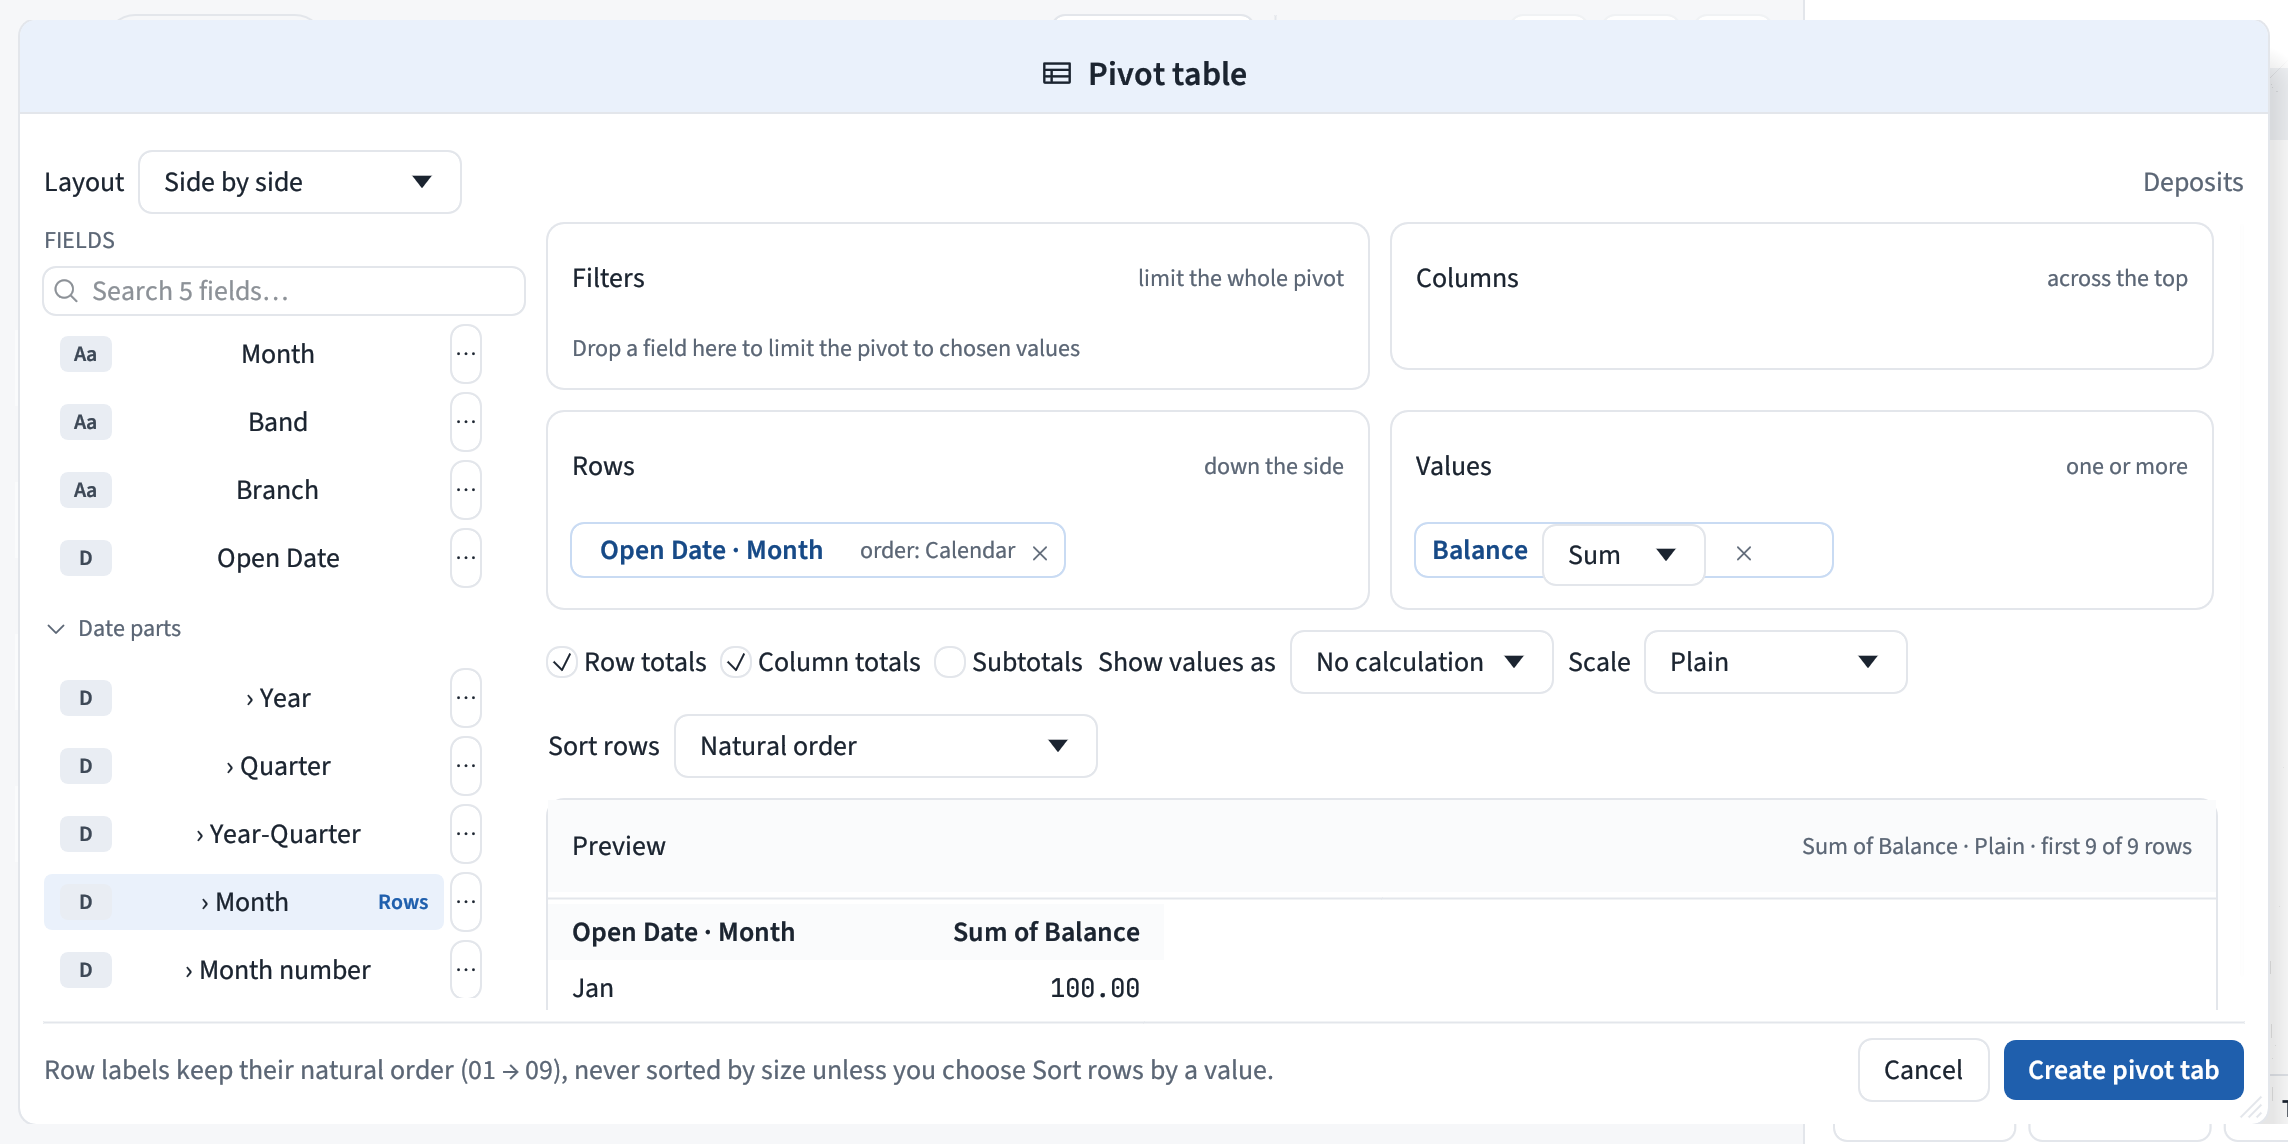 Pivot table
Layout Side by side
Deposits
FIELDS
Search 5 fields…
Aa Month ...
Aa Band ...
Aa Branch ...
D Open Date ...
Date parts
D › Year ...
D › Quarter ...
D › Year-Quarter ...
D › Month Rows ...
D › Month number ...
Filters limit the whole pivot
Drop a field here to limit the pivot to chosen values
Columns across the top
Rows down the side
Open Date · Month order: Calendar ×
Values one or more
Balance Sum ×
Row totals Column totals Subtotals Show values as No calculation Scale Plain
Sort rows Natural order
Preview Sum of Balance · Plain · first 9 of 9 rows
Open Date · Month Sum of Balance
Jan 100.00
Row labels keep their natural order (01 → 09), never sorted by size unless you choose Sort rows by a value.
Cancel Create pivot tab